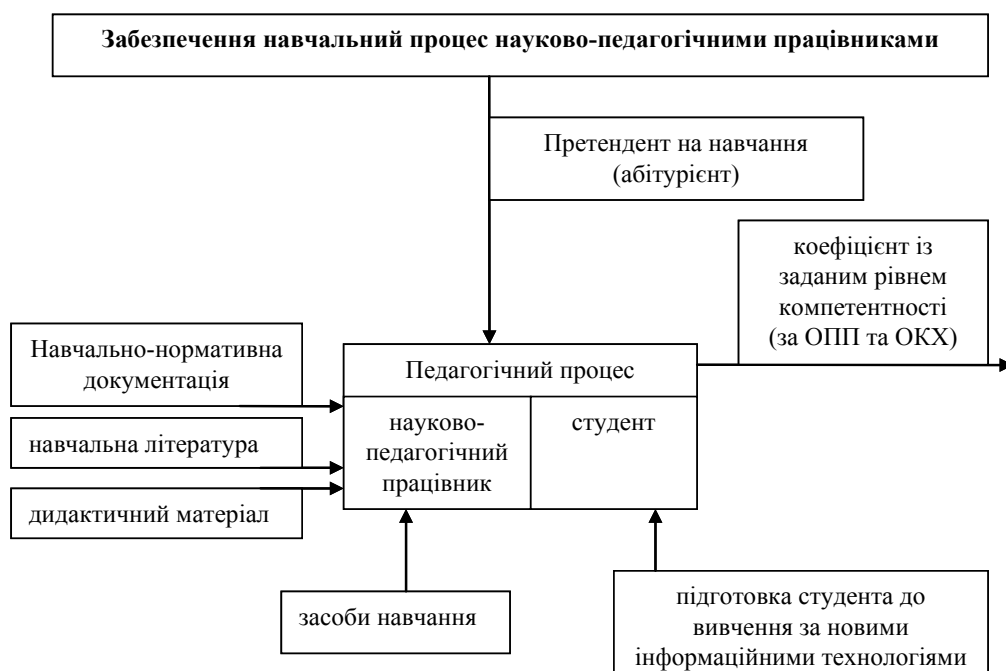 Забезпечення навчальний процес науково-педагогічними працівниками
Претендент на навчання
(абітурієнт)
коефіцієнт із
заданим рівнем
компетентності
(за ОПП та ОКХ)
Навчально-нормативна
документація
навчальна література
дидактичний матеріал
Педагогічний процес
науково-
педагогічний
працівник
студент
засоби навчання
підготовка студента до
вивчення за новими
інформаційними технологіями